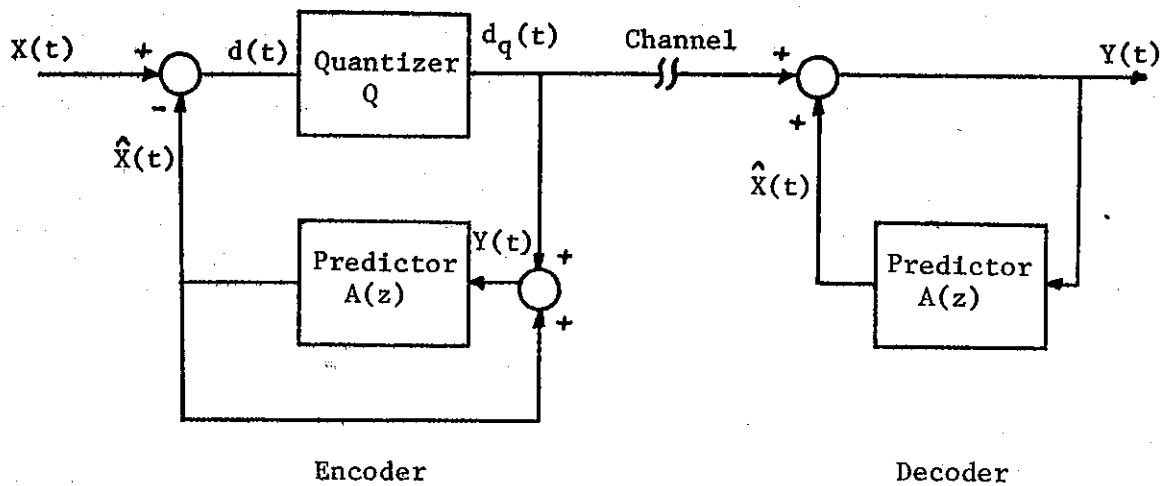 X(t)
+
-
d(t)
Quantizer
Q
d_q(t)
Channel
+
+
Y(t)
X̂(t)
Predictor
A(z)
Y(t)
+
+
X̂(t)
Predictor
A(z)
Encoder
Decoder